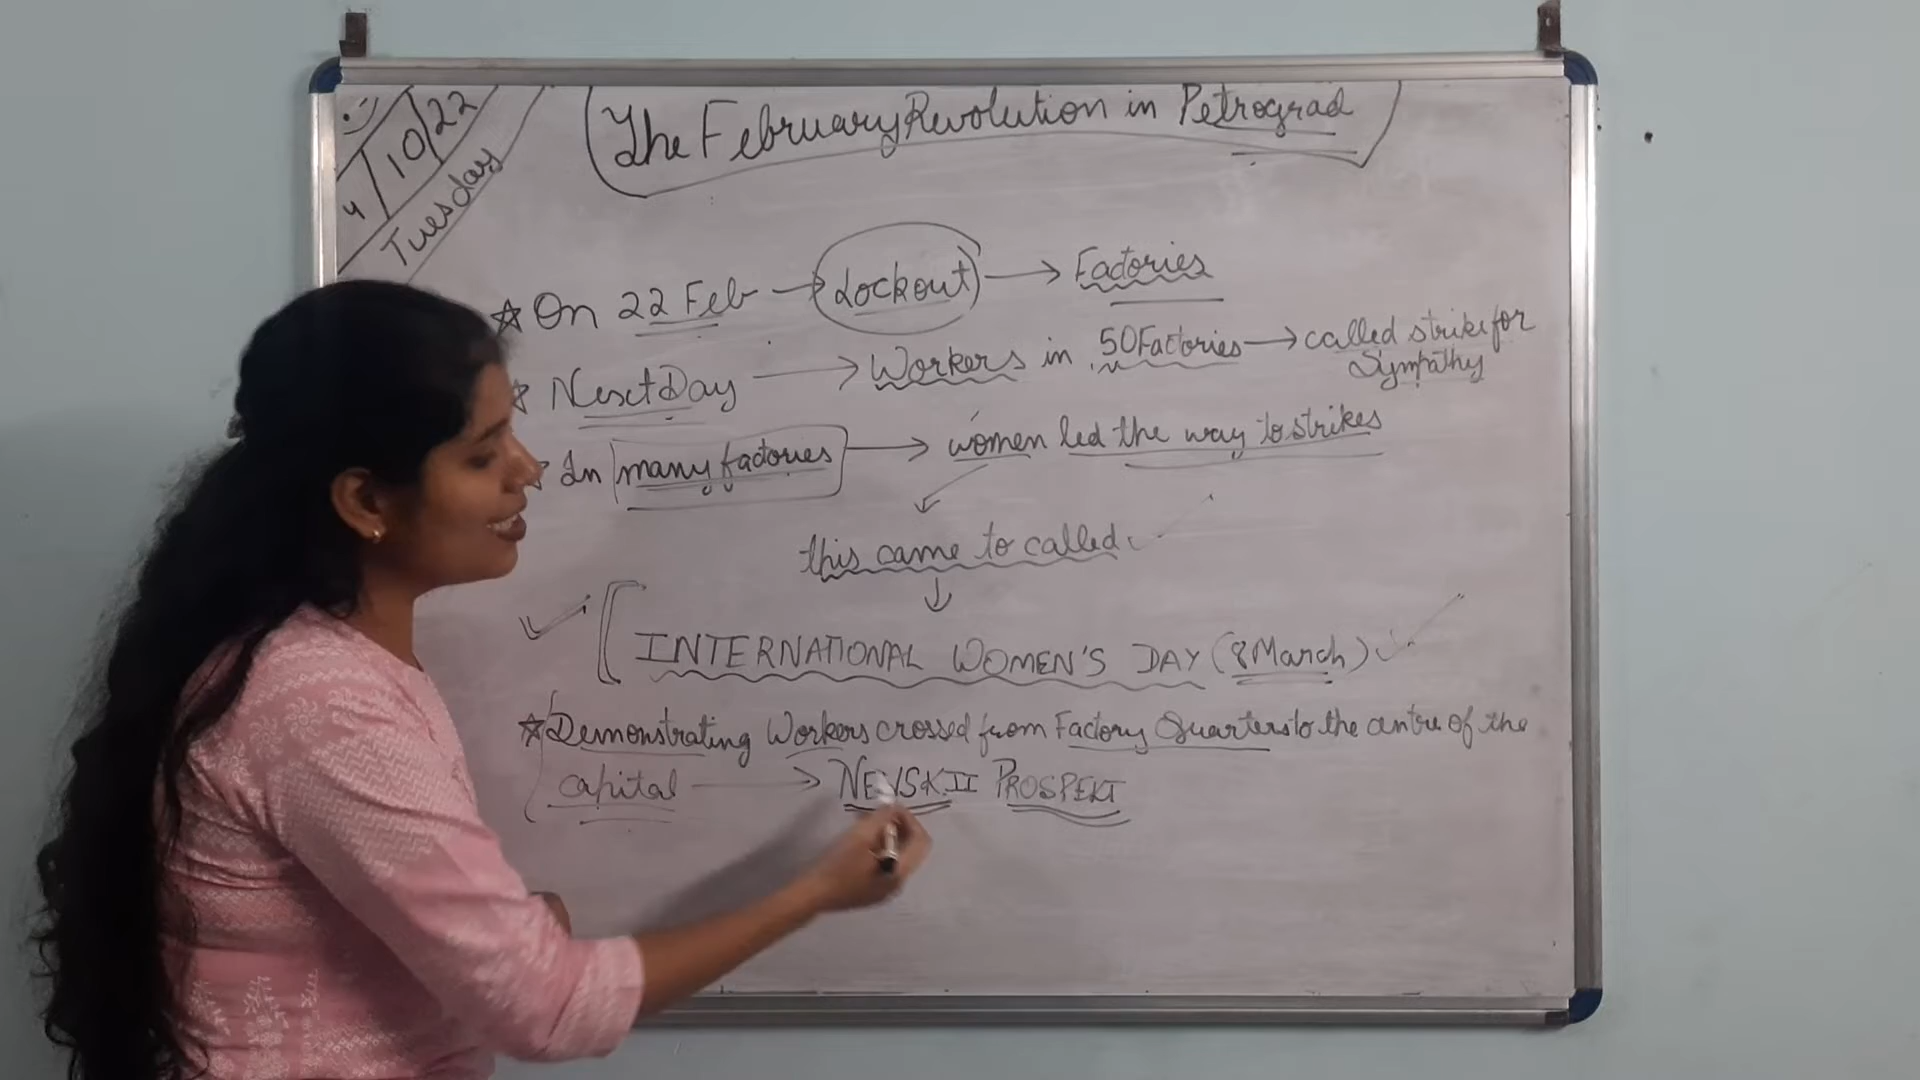 4/10/22
Tuesday
The February Revolution in Petrograd
On 22 Feb → Lockout → Factories
Next Day → Workers in 50 Factories → called strike for
Sympathy
In many factories → women led the way to strikes
this came to called
↓
INTERNATIONAL WOMEN'S DAY (8 March)
Demonstrating Workers crossed from Factory Quarters to the centre of the
capital → NEVSKII PROSPEKT